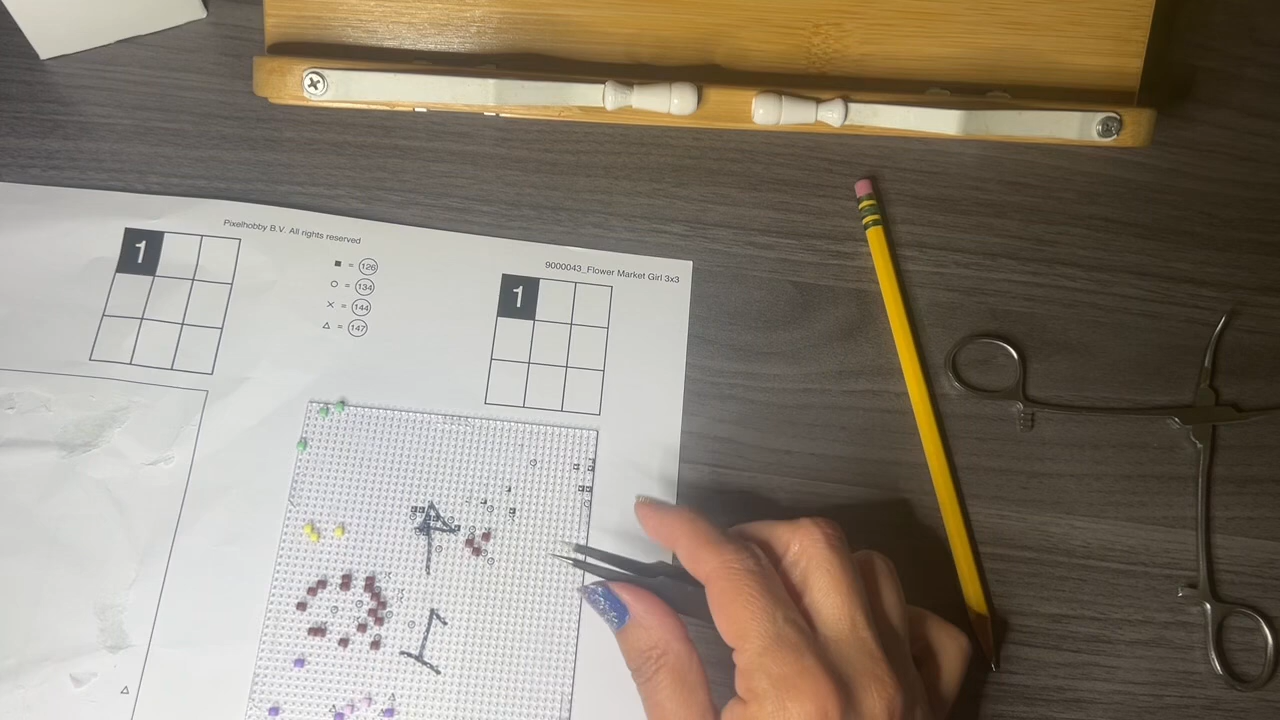 Pixelhobby B.V. All rights reserved
9000043_Flower Market Girl 3x3
1
■ = 126
○ = 134
× = 144
△ = 147
1